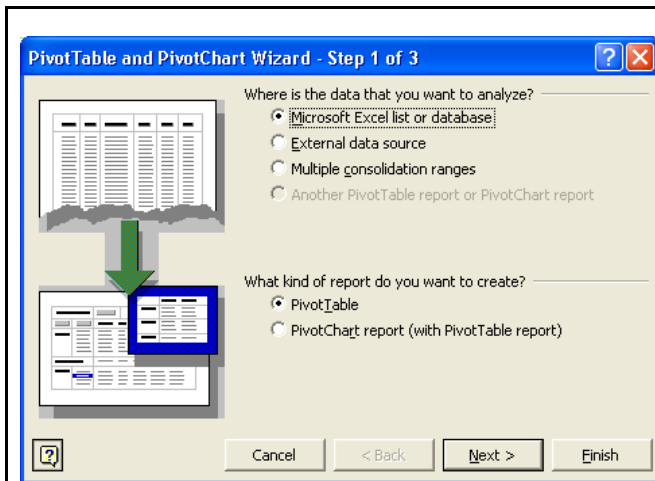 PivotTable and PivotChart Wizard - Step 1 of 3
Where is the data that you want to analyze?
Microsoft Excel list or database
External data source
Multiple consolidation ranges
Another PivotTable report or PivotChart report
What kind of report do you want to create?
PivotTable
PivotChart report (with PivotTable report)
Cancel
< Back
Next >
Finish